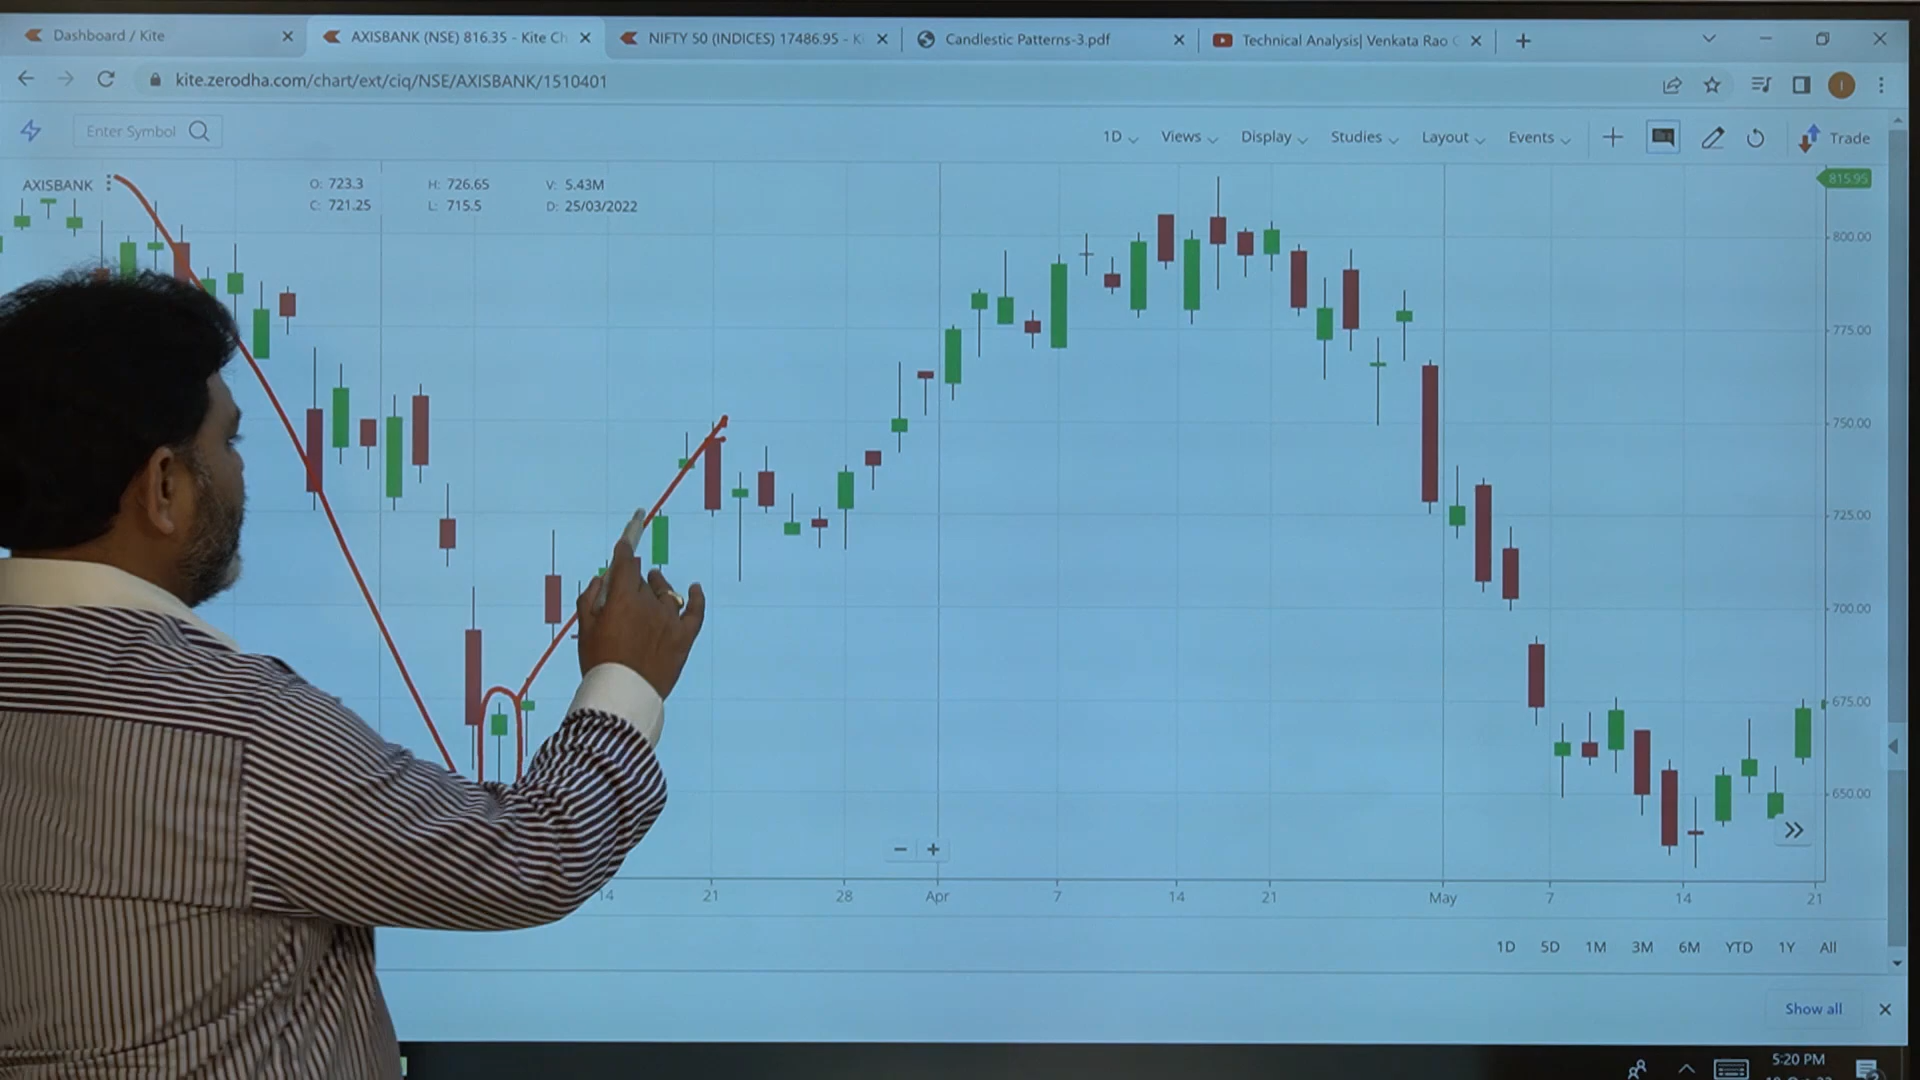 Dashboard / Kite
AXISBANK (NSE) 816.35 - Kite Ch
NIFTY 50 (INDICES) 17486.95 - K
Candlestic Patterns-3.pdf
Technical Analysis| Venkata Rao
kite.zerodha.com/chart/ext/ciq/NSE/AXISBANK/1510401
I
Enter Symbol
1D
Views
Display
Studies
Layout
Events
Trade
AXISBANK
O: 723.3
H: 726.65
V: 5.43M
C: 721.25
L: 715.5
D: 25/03/2022
815.95
800.00
775.00
750.00
725.00
700.00
675.00
650.00
14
21
28
Apr
7
14
21
May
7
14
21
1D 5D 1M 3M 6M YTD 1Y All
Show all
5:20 PM